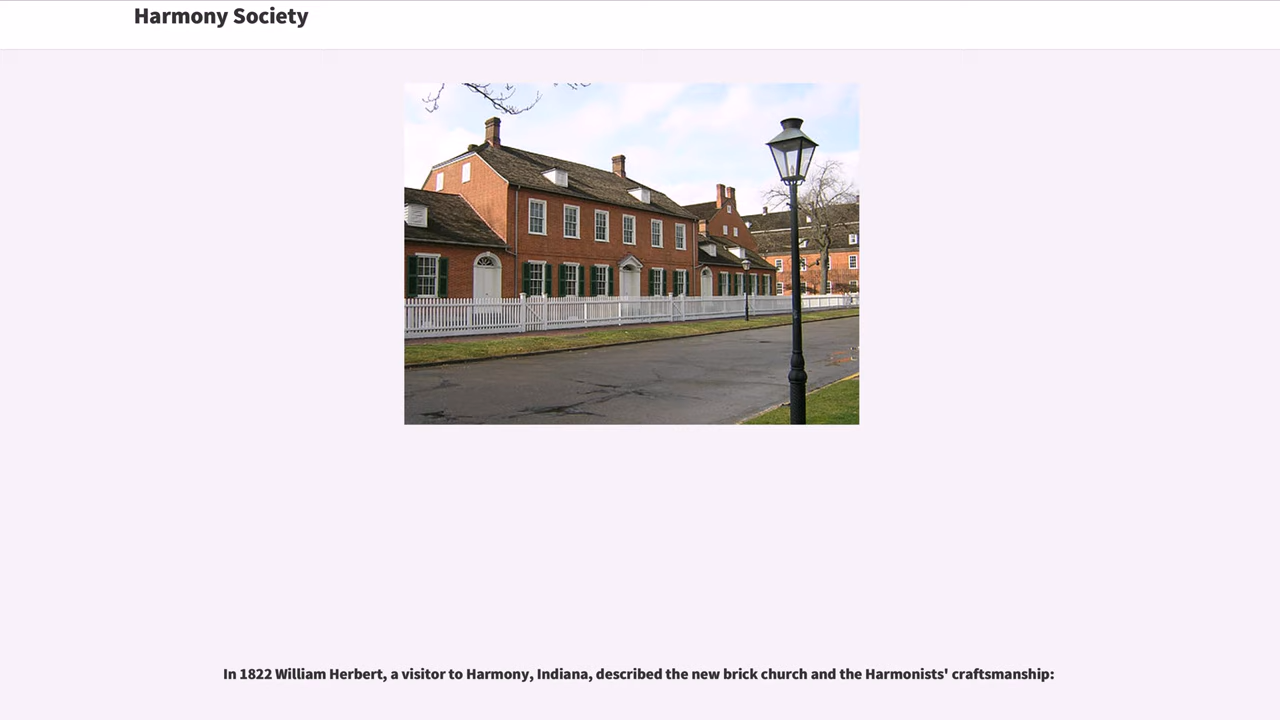 Harmony Society
In 1822 William Herbert, a visitor to Harmony, Indiana, described the new brick church and the Harmonists' craftsmanship: